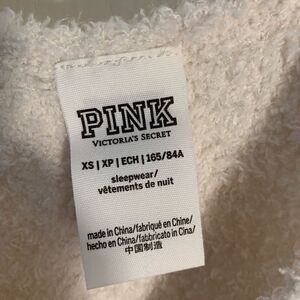 PINK
VICTORIA'S SECRET
XS | XP | ECH | 165/84A
sleepwear/
vêtements de nuit
made in China/fabriqué en Chine/
hecho en China/fabbricato in Cina/
中国制造